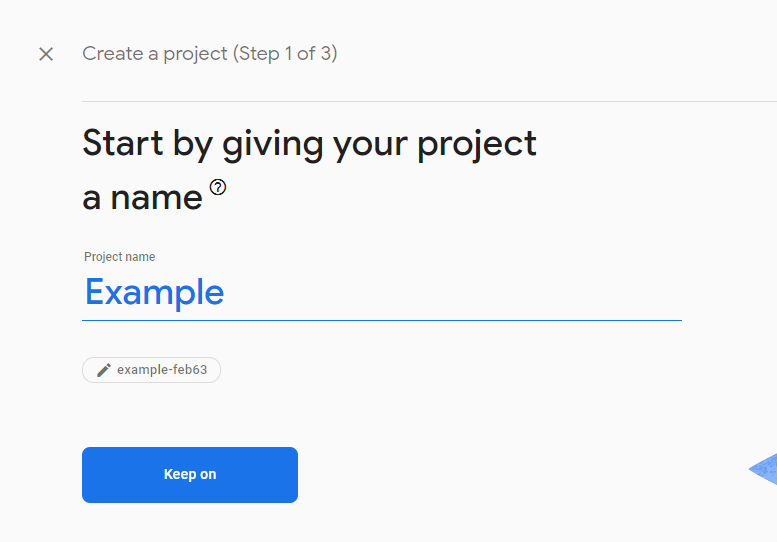 Create a project (Step 1 of 3)
Start by giving your project
a name
Project name
Example
example-feb63
Keep on